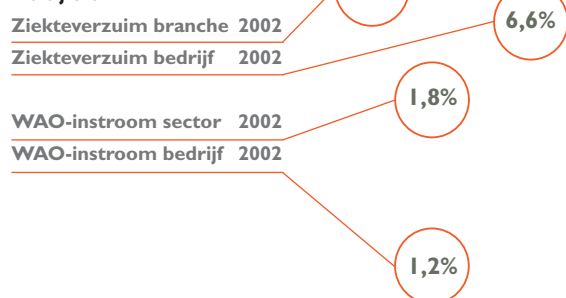 Ziekteverzuim branche 2002
6,6%
Ziekteverzuim bedrijf 2002
1,8%
WAO-instroom sector 2002
WAO-instroom bedrijf 2002
1,2%